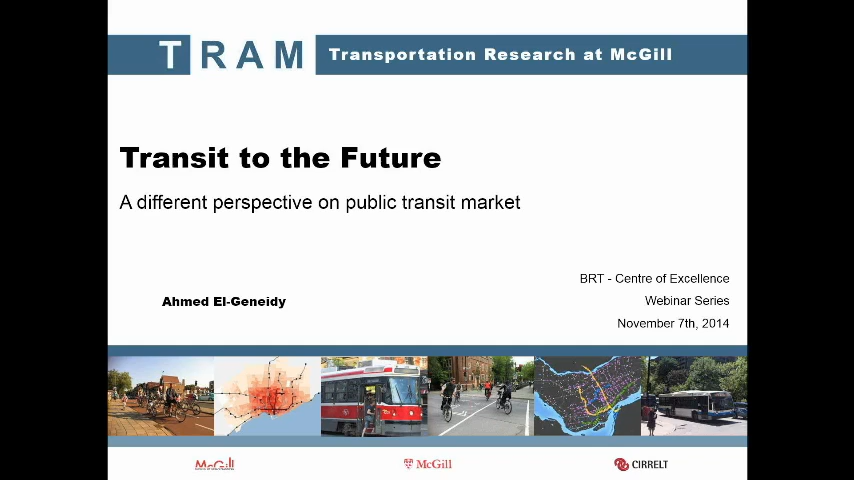 TRAM Transportation Research at McGill
Transit to the Future
A different perspective on public transit market
BRT - Centre of Excellence
Ahmed El-Geneidy
Webinar Series
November 7th, 2014
McGill
McGill
CIRRELT